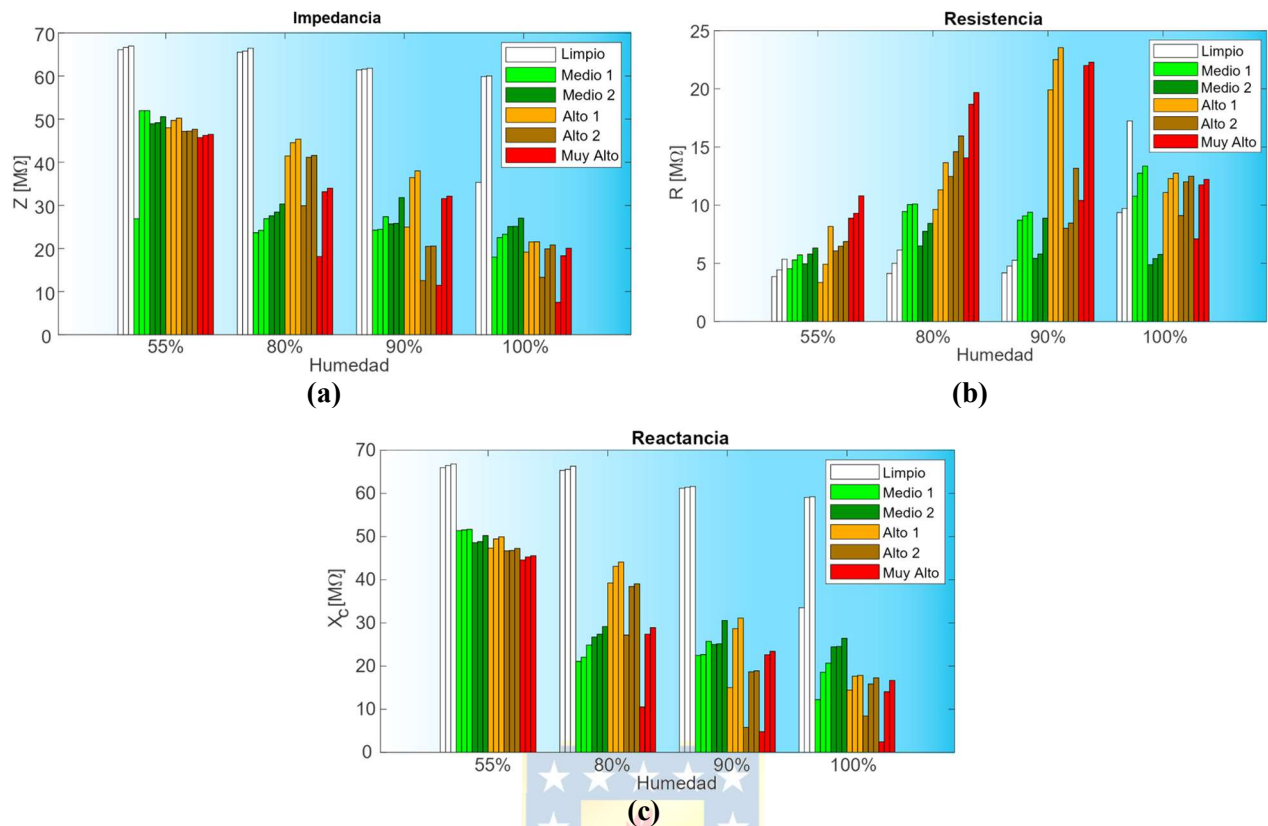 Impedancia
70
60
50
40
30
20
10
0
Z [MΩ]
Limpio
Medio 1
Medio 2
Alto 1
Alto 2
Muy Alto
55% 80% 90% 100%
Humedad
(a)
Resistencia
25
20
15
10
5
0
R [MΩ]
Limpio
Medio 1
Medio 2
Alto 1
Alto 2
Muy Alto
55% 80% 90% 100%
Humedad
(b)
Reactancia
70
60
50
40
30
20
10
0
XC [MΩ]
Limpio
Medio 1
Medio 2
Alto 1
Alto 2
Muy Alto
55% 80% 90% 100%
Humedad
(c)